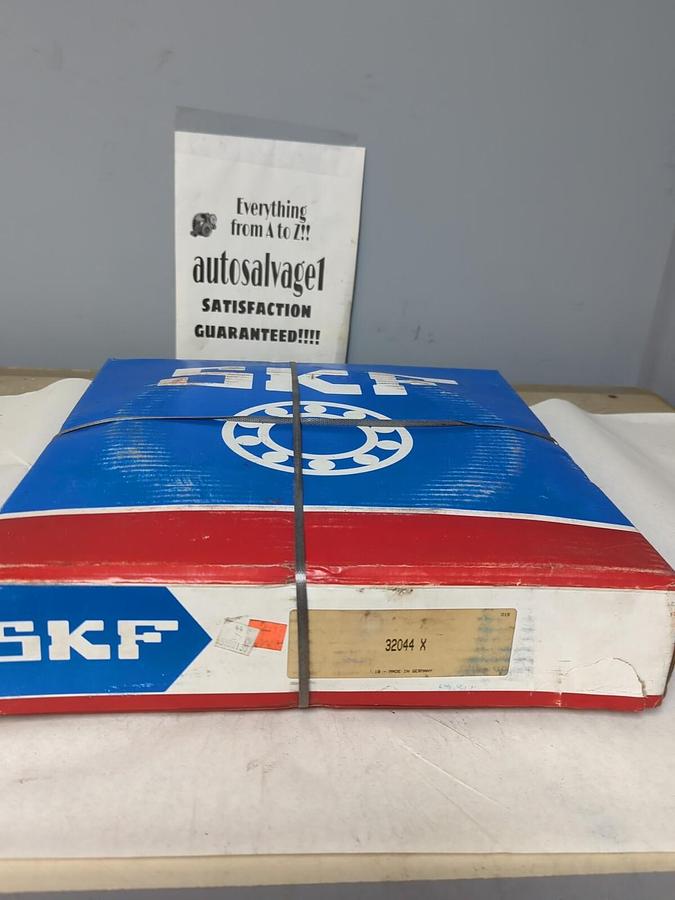 Everything
from A to Z!!
autosalvage1
SATISFACTION
GUARANTEED!!!!
SKF
SKF
32044 X
MADE IN GERMANY